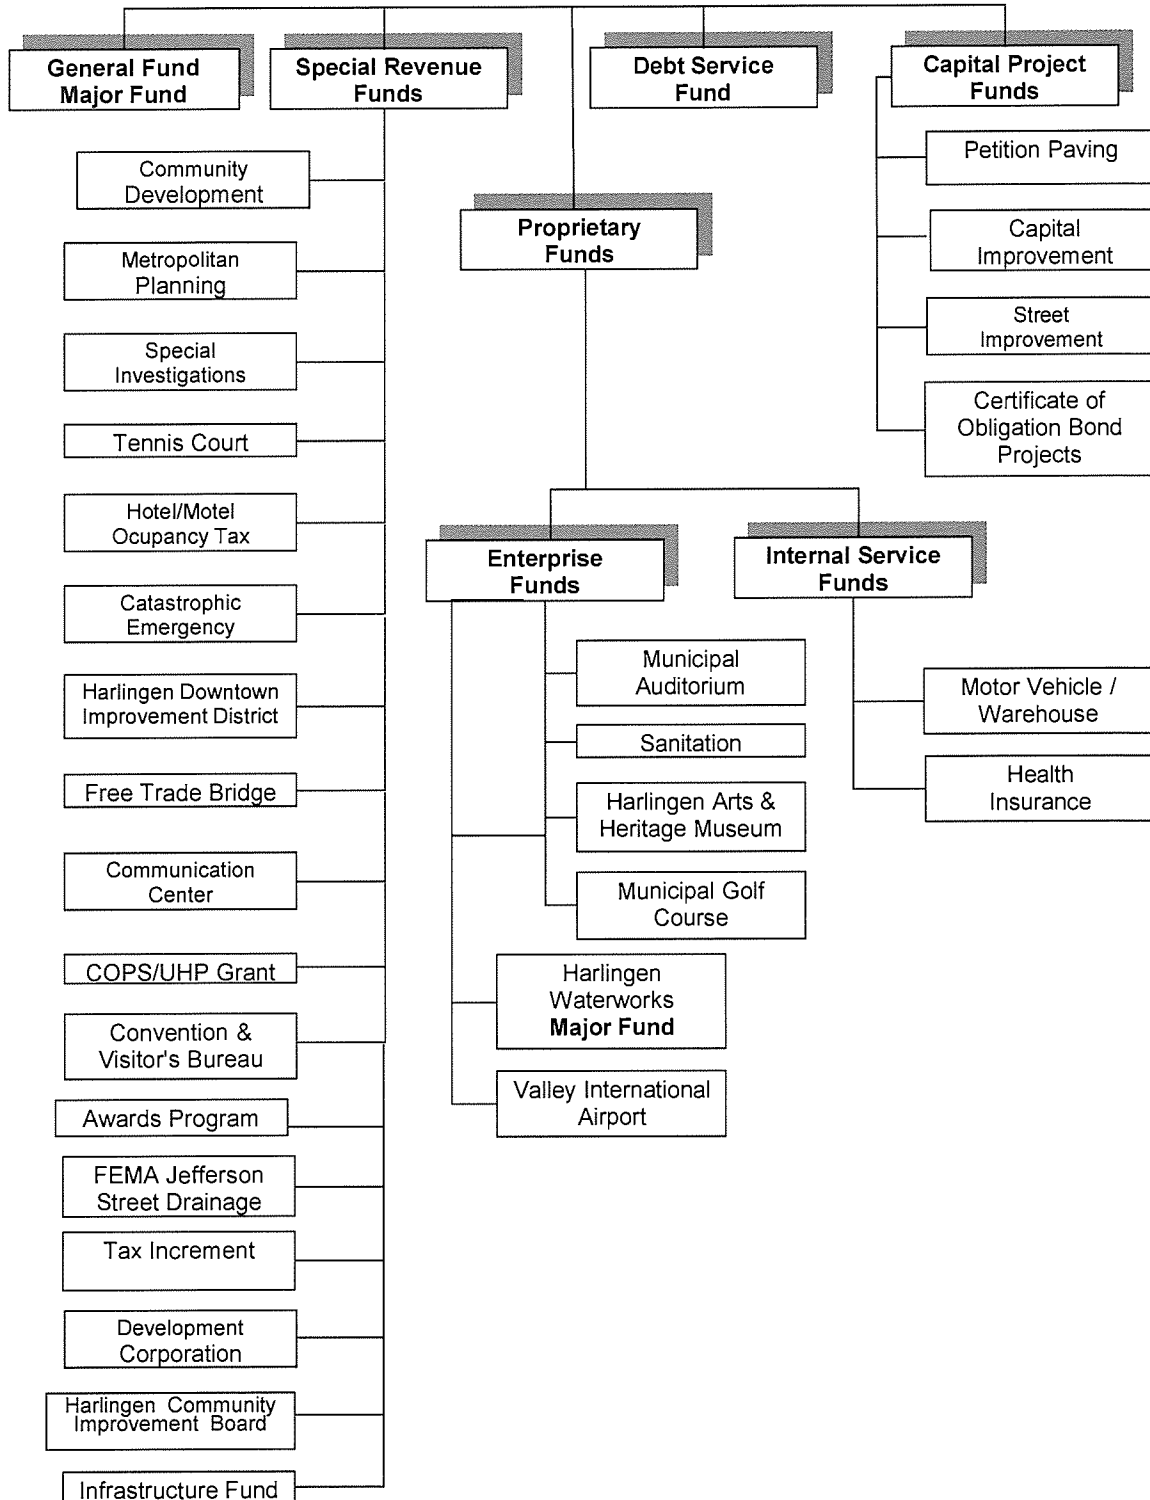 General Fund
Major Fund
Special Revenue
Funds
Debt Service
Fund
Capital Project
Funds
Community
Development
Metropolitan
Planning
Special
Investigations
Tennis Court
Hotel/Motel
Ocupancy Tax
Catastrophic
Emergency
Harlingen Downtown
Improvement District
Free Trade Bridge
Communication
Center
COPS/UHP Grant
Convention &
Visitor's Bureau
Awards Program
FEMA Jefferson
Street Drainage
Tax Increment
Development
Corporation
Harlingen Community
Improvement Board
Infrastructure Fund
Proprietary
Funds
Enterprise
Funds
Municipal
Auditorium
Sanitation
Harlingen Arts &
Heritage Museum
Municipal Golf
Course
Harlingen
Waterworks
Major Fund
Valley International
Airport
Internal Service
Funds
Motor Vehicle /
Warehouse
Health
Insurance
Petition Paving
Capital
Improvement
Street
Improvement
Certificate of
Obligation Bond
Projects